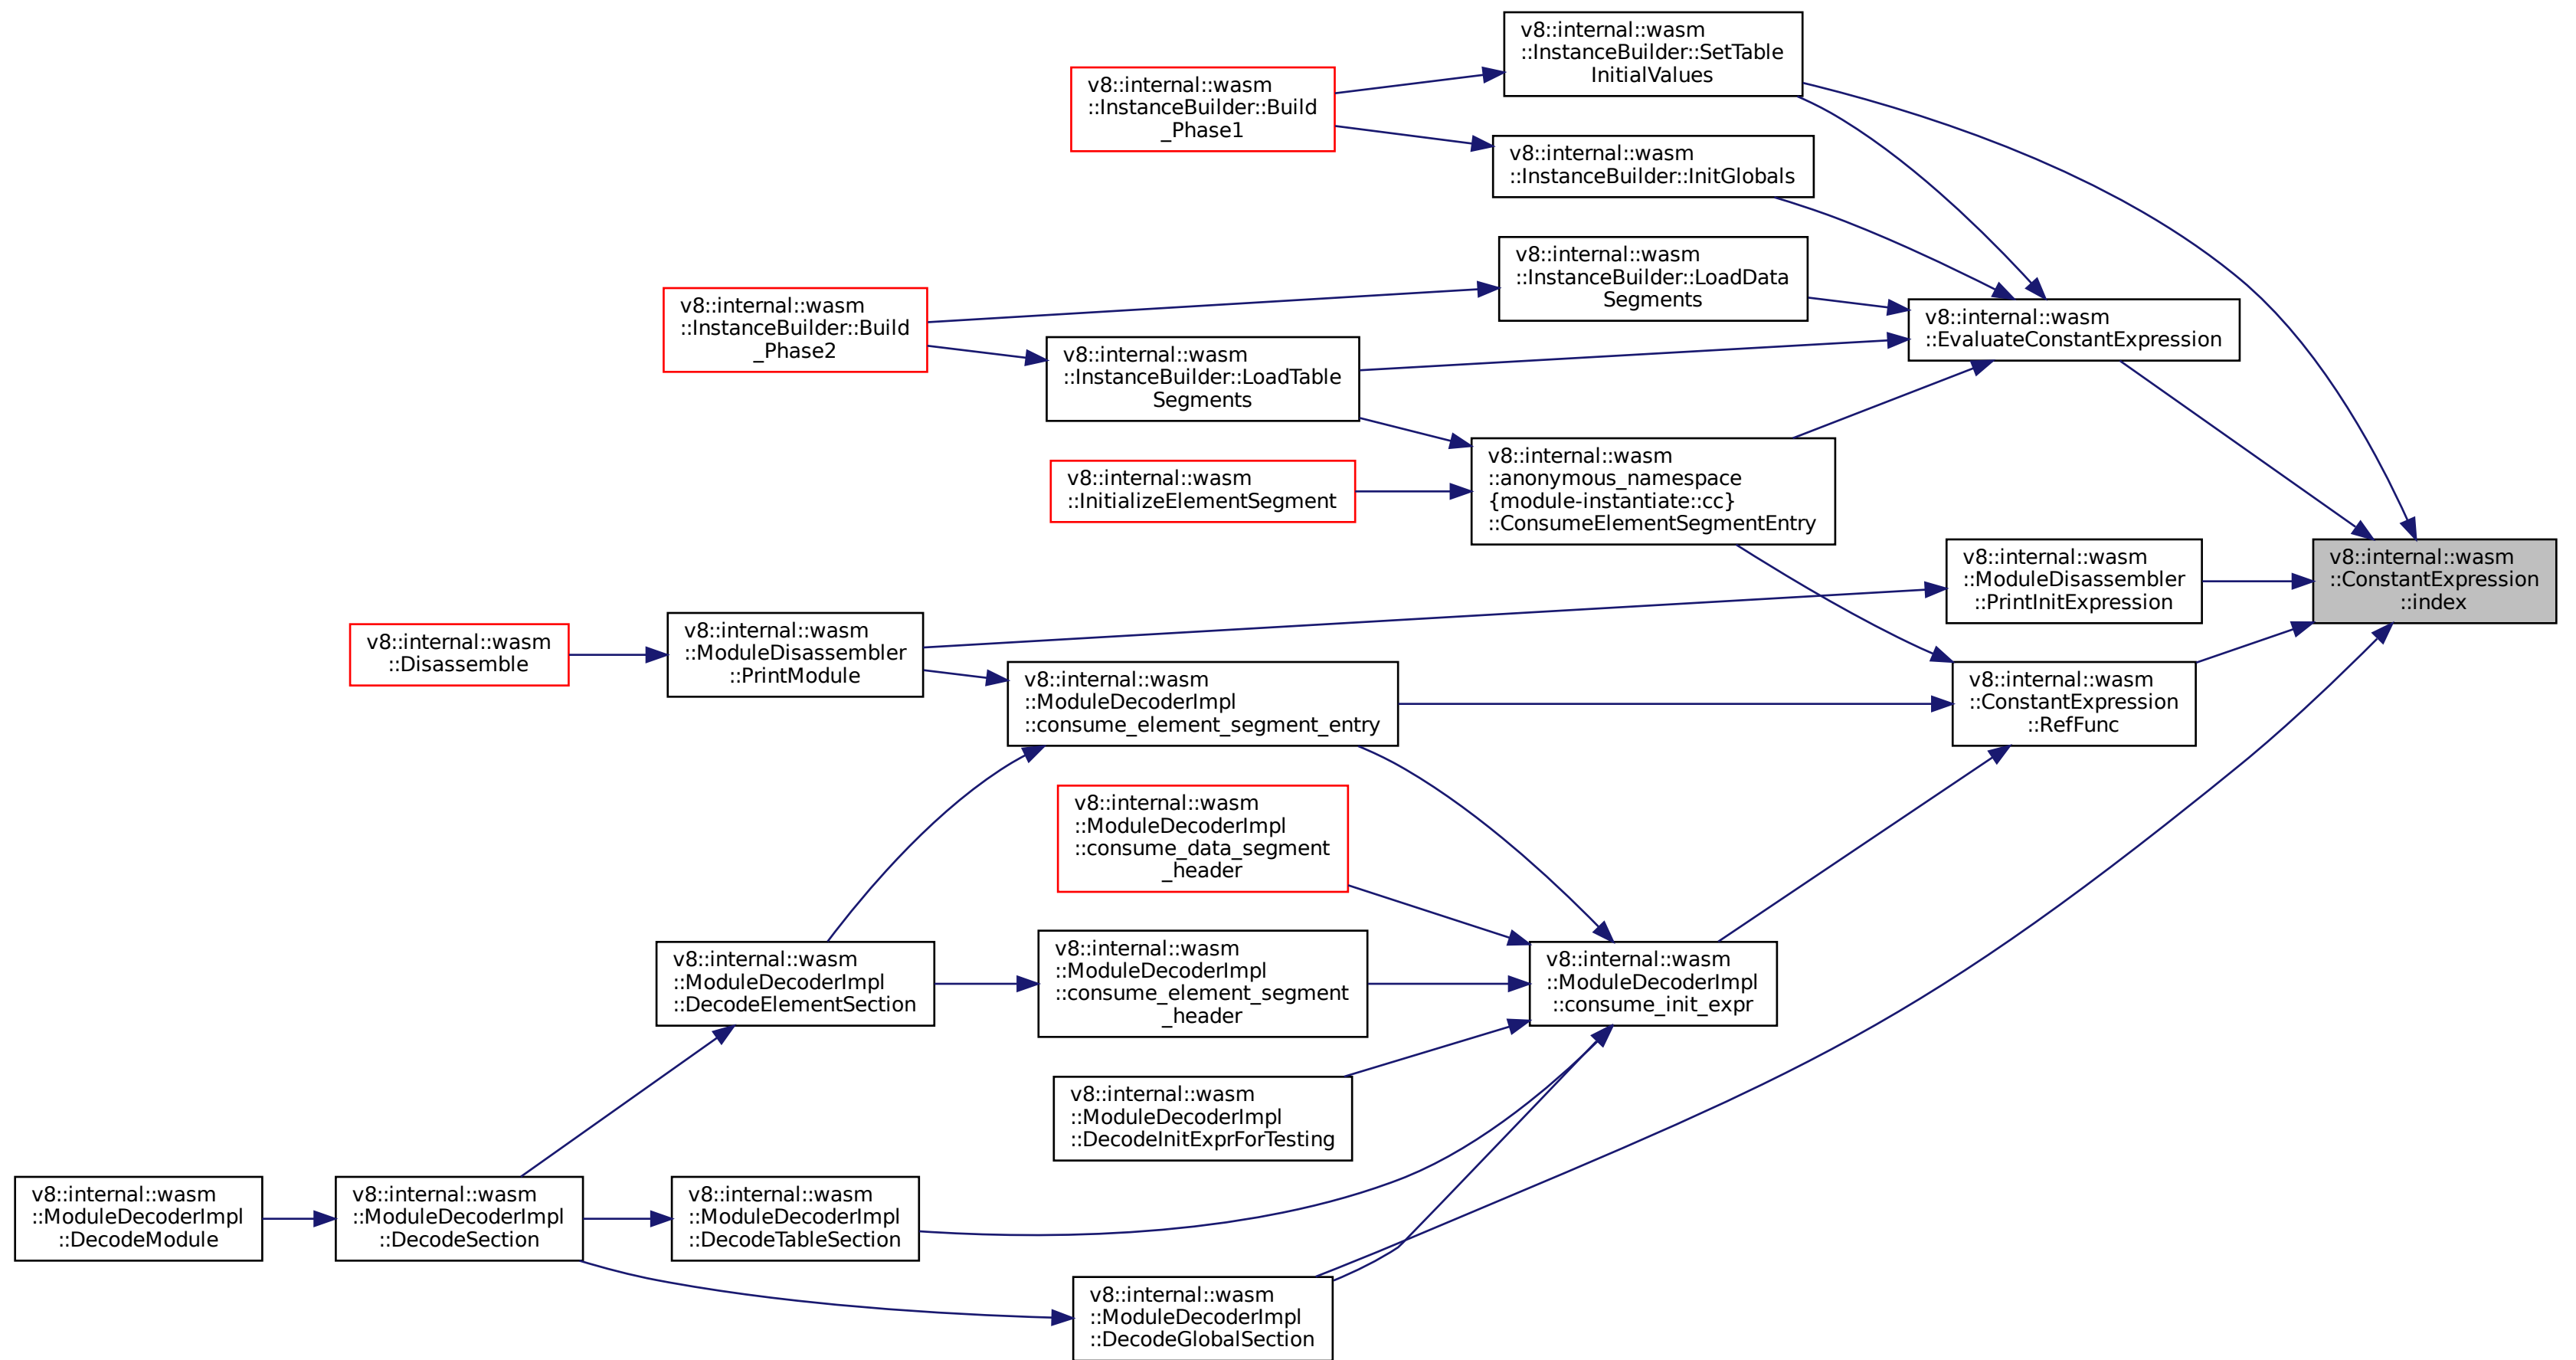 v8::internal::wasm
::InstanceBuilder::SetTable
InitialValues
v8::internal::wasm
::InstanceBuilder::Build
_Phase1
v8::internal::wasm
::InstanceBuilder::InitGlobals
v8::internal::wasm
::InstanceBuilder::LoadData
Segments
v8::internal::wasm
::InstanceBuilder::Build
_Phase2
v8::internal::wasm
::EvaluateConstantExpression
v8::internal::wasm
::InstanceBuilder::LoadTable
Segments
v8::internal::wasm
::anonymous_namespace
{module-instantiate::cc}
::ConsumeElementSegmentEntry
v8::internal::wasm
::InitializeElementSegment
v8::internal::wasm
::ModuleDisassembler
::PrintInitExpression
v8::internal::wasm
::ConstantExpression
::index
v8::internal::wasm
::Disassemble
v8::internal::wasm
::ModuleDisassembler
::PrintModule
v8::internal::wasm
::ModuleDecoderImpl
::consume_element_segment_entry
v8::internal::wasm
::ConstantExpression
::RefFunc
v8::internal::wasm
::ModuleDecoderImpl
::consume_data_segment
_header
v8::internal::wasm
::ModuleDecoderImpl
::DecodeElementSection
v8::internal::wasm
::ModuleDecoderImpl
::consume_element_segment
_header
v8::internal::wasm
::ModuleDecoderImpl
::consume_init_expr
v8::internal::wasm
::ModuleDecoderImpl
::DecodeInitExprForTesting
v8::internal::wasm
::ModuleDecoderImpl
::DecodeModule
v8::internal::wasm
::ModuleDecoderImpl
::DecodeSection
v8::internal::wasm
::ModuleDecoderImpl
::DecodeTableSection
v8::internal::wasm
::ModuleDecoderImpl
::DecodeGlobalSection